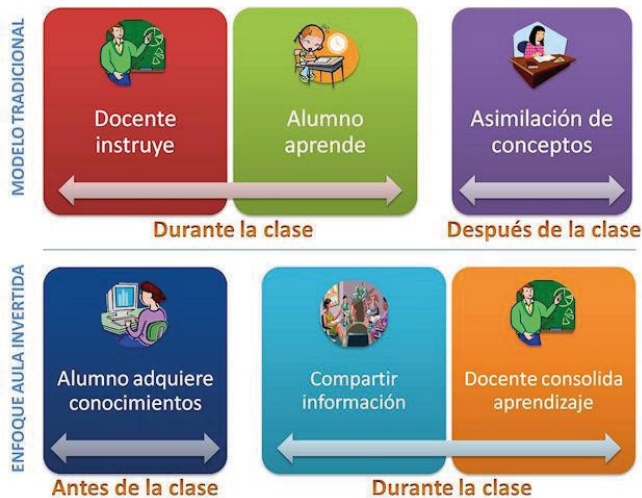 MODELO TRADICIONAL
Docente
instruye
Alumno
aprende
Asimilación de
conceptos
Durante la clase
Después de la clase
ENFOQUE AULA INVERTIDA
Alumno adquiere
conocimientos
Compartir
información
Docente consolida
aprendizaje
Antes de la clase
Durante la clase